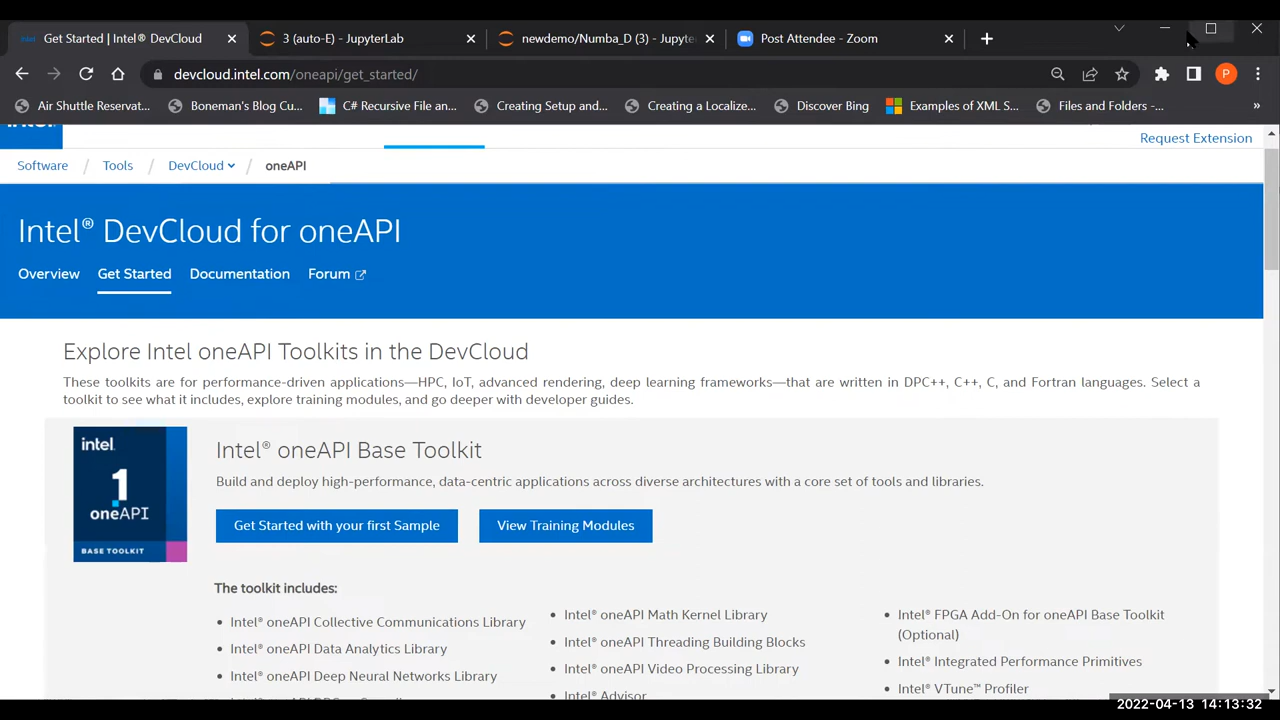 Get Started | Intel® DevCloud
3 (auto-E) - JupyterLab
newdemo/Numba_D (3) - Jupyte
Post Attendee - Zoom
devcloud.intel.com/oneapi/get_started/
P
Air Shuttle Reservat...
Boneman's Blog Cu...
C# Recursive File an...
Creating Setup and...
Creating a Localize...
Discover Bing
Examples of XML S...
Files and Folders -...
»
Request Extension
Software / Tools / DevCloud / oneAPI
Intel® DevCloud for oneAPI
Overview Get Started Documentation Forum
Explore Intel oneAPI Toolkits in the DevCloud
These toolkits are for performance-driven applications—HPC, IoT, advanced rendering, deep learning frameworks—that are written in DPC++, C++, C, and Fortran languages. Select a
toolkit to see what it includes, explore training modules, and go deeper with developer guides.
intel.
1
oneAPI
BASE TOOLKIT
Intel® oneAPI Base Toolkit
Build and deploy high-performance, data-centric applications across diverse architectures with a core set of tools and libraries.
Get Started with your first Sample
View Training Modules
The toolkit includes:
• Intel® oneAPI Collective Communications Library
• Intel® oneAPI Data Analytics Library
• Intel® oneAPI Deep Neural Networks Library
• Intel® oneAPI Math Kernel Library
• Intel® oneAPI Threading Building Blocks
• Intel® oneAPI Video Processing Library
• Intel® Advisor
• Intel® FPGA Add-On for oneAPI Base Toolkit
(Optional)
• Intel® Integrated Performance Primitives
• Intel® VTune™ Profiler
2022-04-13 14:13:32